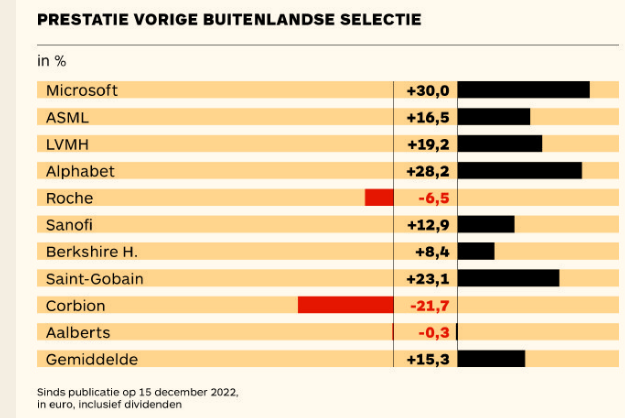 PRESTATIE VORIGE BUITENLANDSE SELECTIE
in %
Microsoft +30,0
ASML +16,5
LVMH +19,2
Alphabet +28,2
Roche -6,5
Sanofi +12,9
Berkshire H. +8,4
Saint-Gobain +23,1
Corbion -21,7
Aalberts -0,3
Gemiddelde +15,3
Sinds publicatie op 15 december 2022,
in euro, inclusief dividenden